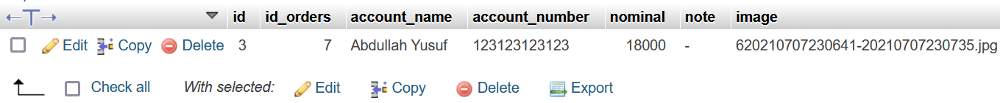 id id_orders account_name account_number nominal note image
Edit Copy Delete 3 7 Abdullah Yusuf 123123123123 18000 - 620210707230641-20210707230735.jpg
Check all With selected: Edit Copy Delete Export